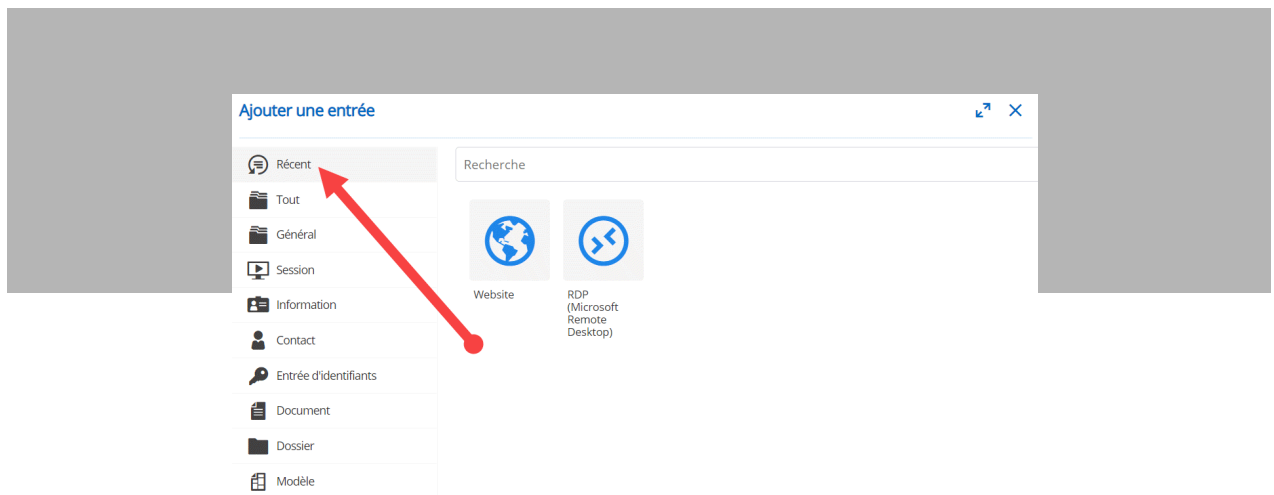 Ajouter une entrée
Récent
Recherche
Tout
Général
Session
Information
Contact
Entrée d'identifiants
Document
Dossier
Modèle
Website
RDP
(Microsoft
Remote
Desktop)